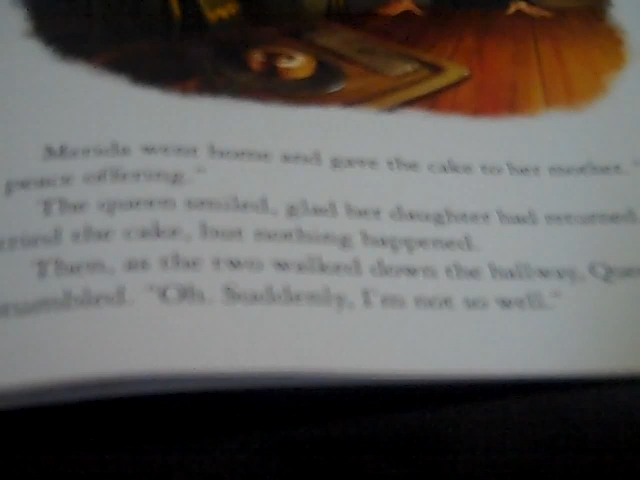 Merida went home and gave the cake to her mother.
peace offering."
The queen smiled, glad her daughter had returned.
tried the cake, but nothing happened.
Then, as the two walked down the hallway,
"Oh. Suddenly, I'm not so well."